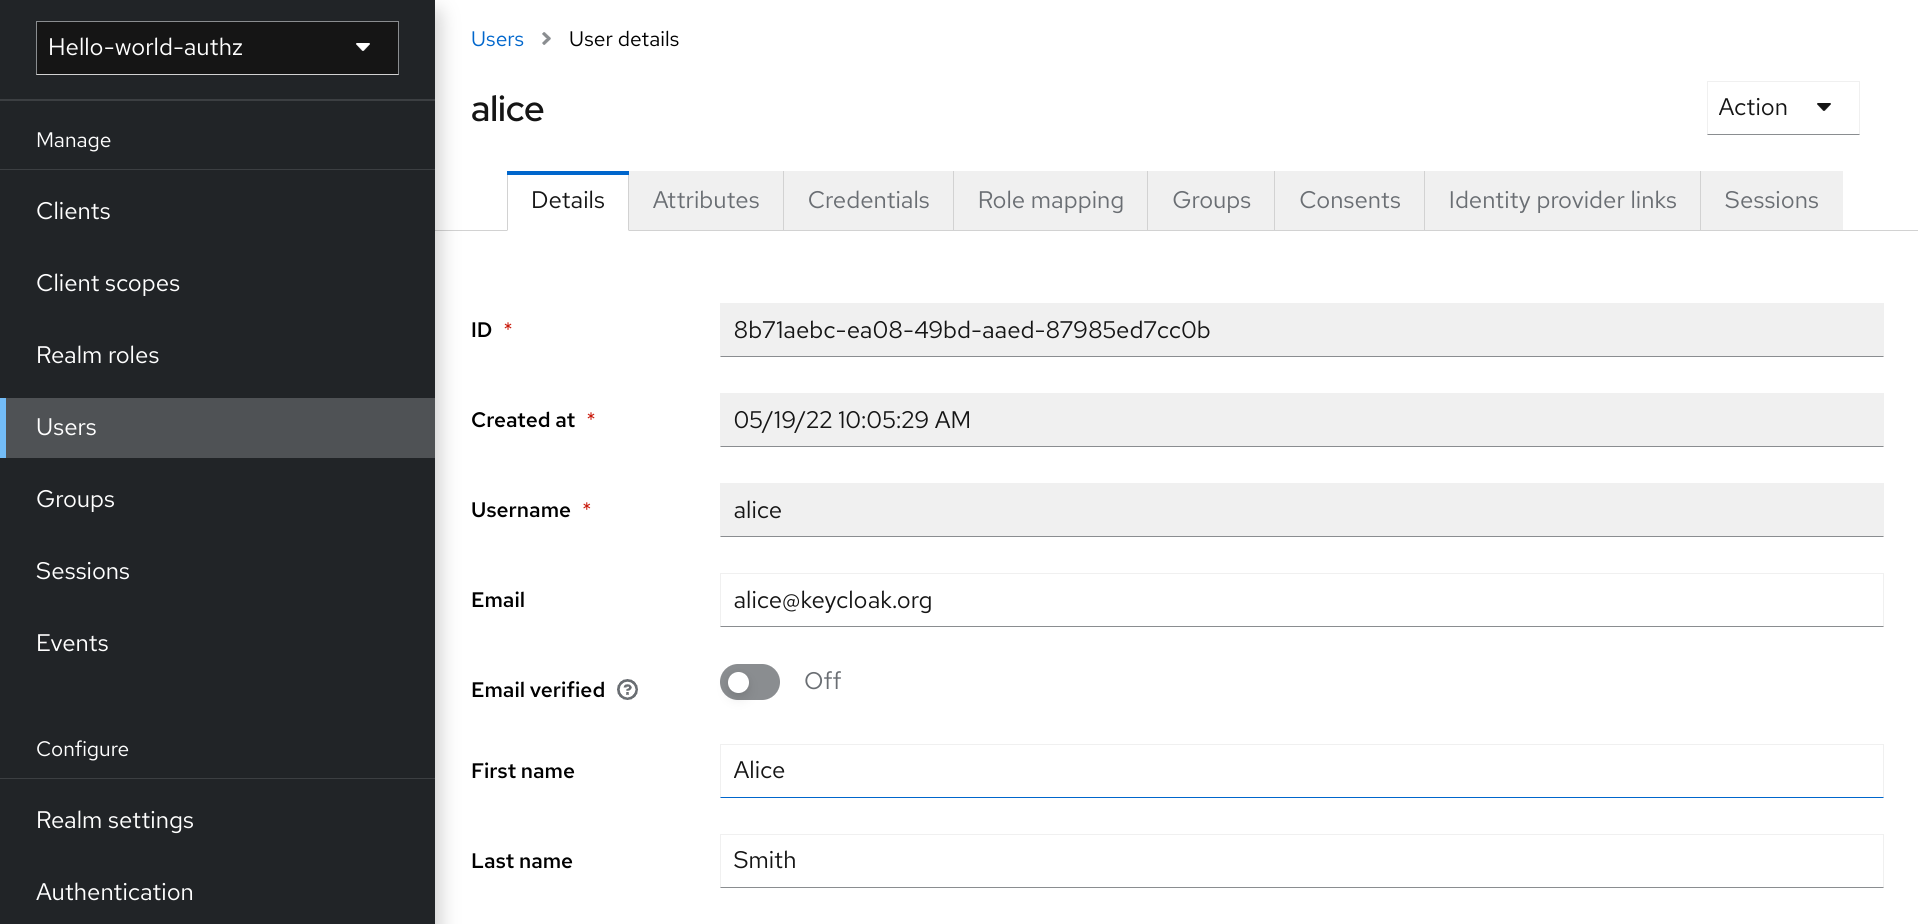 Hello-world-authz
Manage
Clients
Client scopes
Realm roles
Users
Groups
Sessions
Events
Configure
Realm settings
Authentication
Users > User details
alice
Action
Details Attributes Credentials Role mapping Groups Consents Identity provider links Sessions
ID * 8b71aebc-ea08-49bd-aaed-87985ed7cc0b
Created at * 05/19/22 10:05:29 AM
Username * alice
Email alice@keycloak.org
Email verified ? Off
First name Alice
Last name Smith